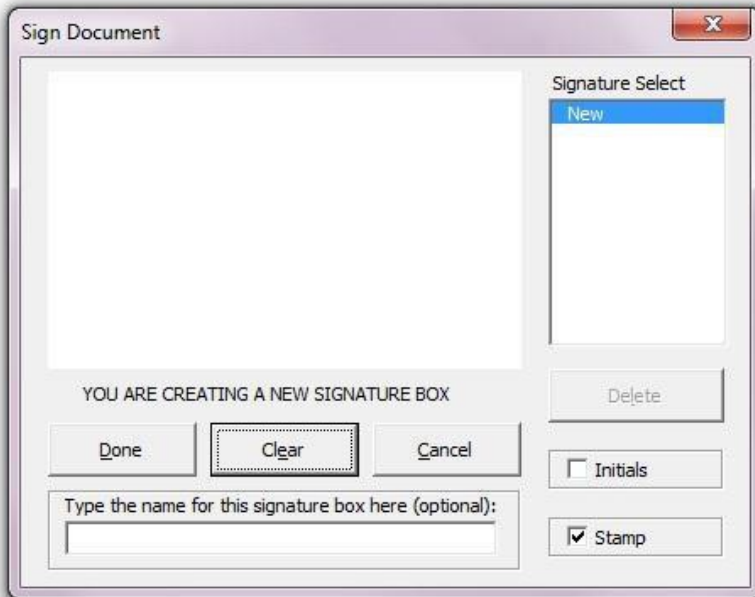 Sign Document
Signature Select
New
YOU ARE CREATING A NEW SIGNATURE BOX
Delete
Done
Clear
Cancel
Initials
Type the name for this signature box here (optional):
Stamp